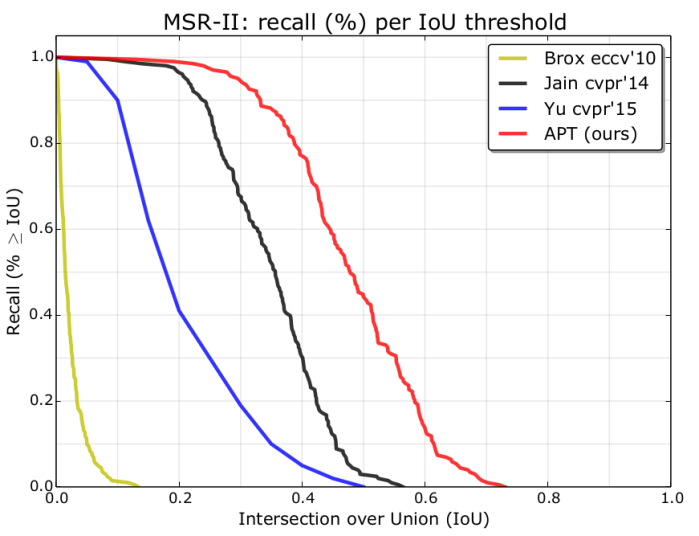 MSR-II: recall (%) per IoU threshold
Brox eccv'10
Jain cvpr'14
Yu cvpr'15
APT (ours)
Recall (% ≥ IoU)
1.0
0.8
0.6
0.4
0.2
0.0
0.0 0.2 0.4 0.6 0.8 1.0
Intersection over Union (IoU)